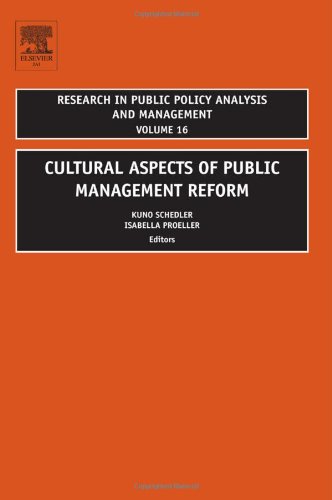 ELSEVIER
JAI
RESEARCH IN PUBLIC POLICY ANALYSIS
AND MANAGEMENT
VOLUME 16
CULTURAL ASPECTS OF PUBLIC
MANAGEMENT REFORM
KUNO SCHEDLER
ISABELLA PROELLER
Editors